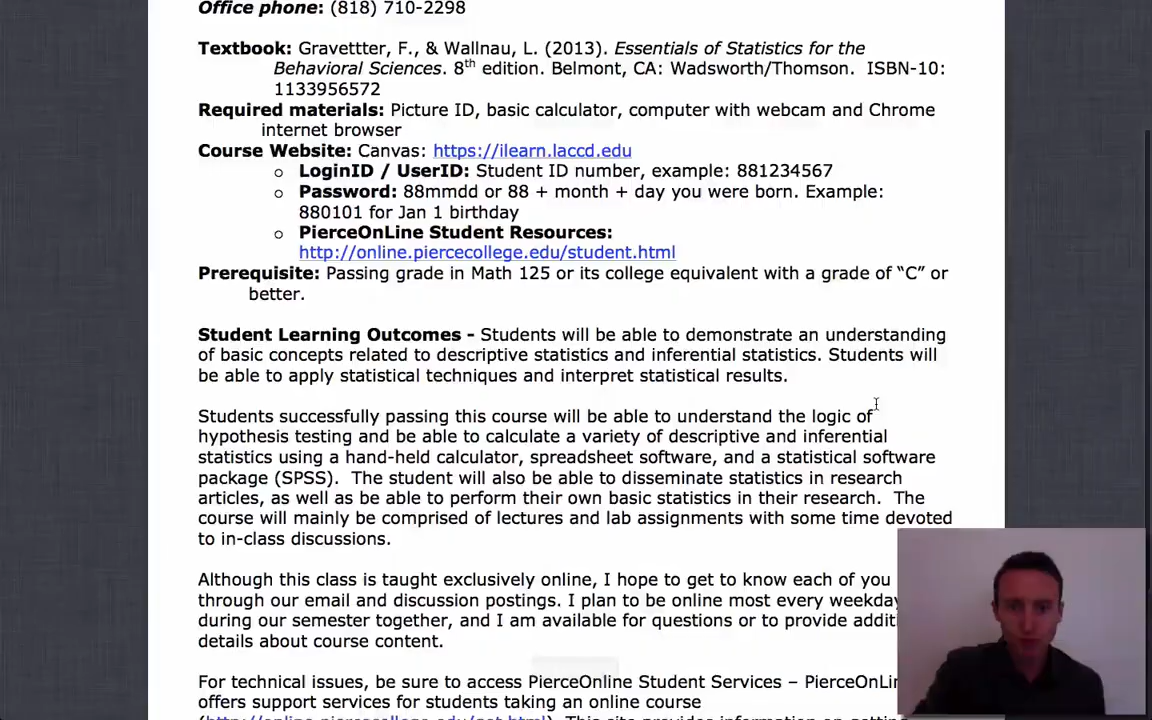 Office phone: (818) 710-2298
Textbook: Gravettter, F., & Wallnau, L. (2013). Essentials of Statistics for the
Behavioral Sciences. 8th edition. Belmont, CA: Wadsworth/Thomson. ISBN-10:
1133956572
Required materials: Picture ID, basic calculator, computer with webcam and Chrome
internet browser
Course Website: Canvas: https://ilearn.laccd.edu
o LoginID / UserID: Student ID number, example: 881234567
o Password: 88mmdd or 88 + month + day you were born. Example:
880101 for Jan 1 birthday
o PierceOnLine Student Resources:
http://online.piercecollege.edu/student.html
Prerequisite: Passing grade in Math 125 or its college equivalent with a grade of “C” or
better.
Student Learning Outcomes - Students will be able to demonstrate an understanding
of basic concepts related to descriptive statistics and inferential statistics. Students will
be able to apply statistical techniques and interpret statistical results.
Students successfully passing this course will be able to understand the logic of
hypothesis testing and be able to calculate a variety of descriptive and inferential
statistics using a hand-held calculator, spreadsheet software, and a statistical software
package (SPSS). The student will also be able to disseminate statistics in research
articles, as well as be able to perform their own basic statistics in their research. The
course will mainly be comprised of lectures and lab assignments with some time devoted
to in-class discussions.
Although this class is taught exclusively online, I hope to get to know each of you
through our email and discussion postings. I plan to be online most every weekday
during our semester together, and I am available for questions or to provide additi
details about course content.
For technical issues, be sure to access PierceOnline Student Services – PierceOnLin
offers support services for students taking an online course